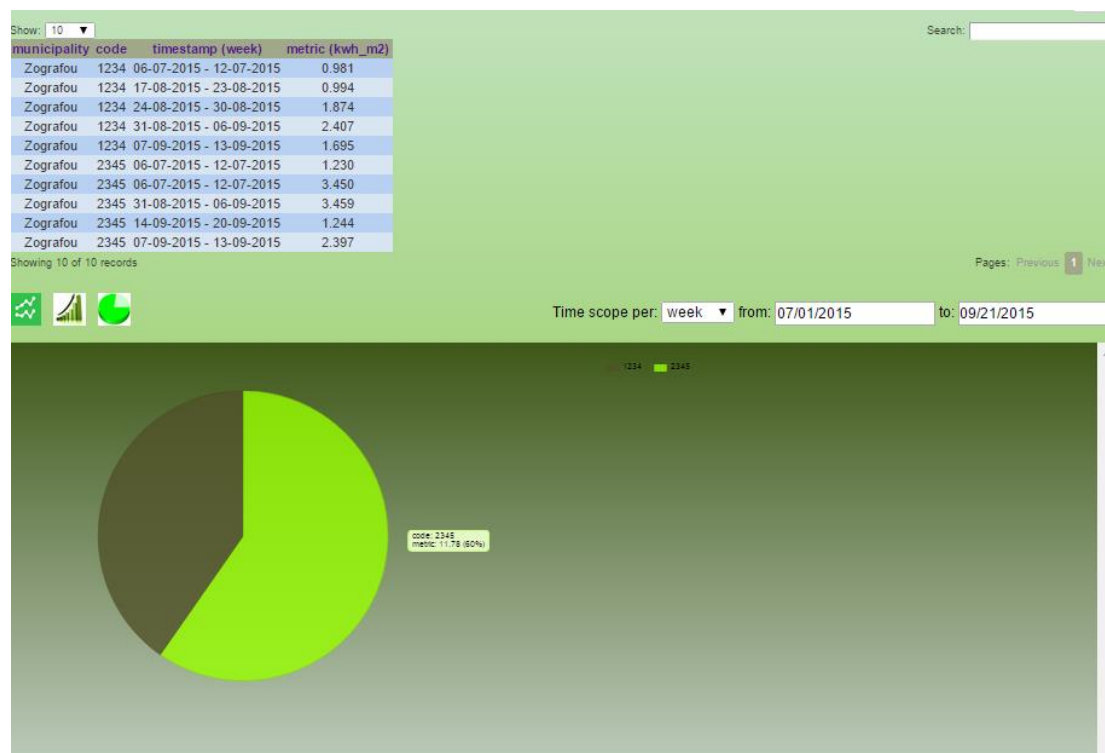 Show: 10 Search:
municipality code timestamp (week) metric (kwh_m2)
Zografou 1234 06-07-2015 - 12-07-2015 0.981
Zografou 1234 17-08-2015 - 23-08-2015 0.994
Zografou 1234 24-08-2015 - 30-08-2015 1.874
Zografou 1234 31-08-2015 - 06-09-2015 2.407
Zografou 1234 07-09-2015 - 13-09-2015 1.695
Zografou 2345 06-07-2015 - 12-07-2015 1.230
Zografou 2345 06-07-2015 - 12-07-2015 3.450
Zografou 2345 31-08-2015 - 06-09-2015 3.459
Zografou 2345 14-09-2015 - 20-09-2015 1.244
Zografou 2345 07-09-2015 - 13-09-2015 2.397
Showing 10 of 10 records Pages: Previous 1
Time scope per: week from: 07/01/2015 to: 09/21/2015
1234 2345
code: 2345
metric: 11.78 (60%)